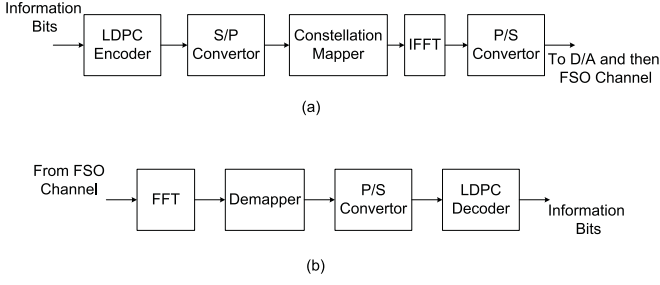 Information
Bits
LDPC
Encoder
S/P
Convertor
Constellation
Mapper
IFFT
P/S
Convertor
To D/A and then
FSO Channel
(a)
From FSO
Channel
FFT
Demapper
P/S
Convertor
LDPC
Decoder
Information
Bits
(b)